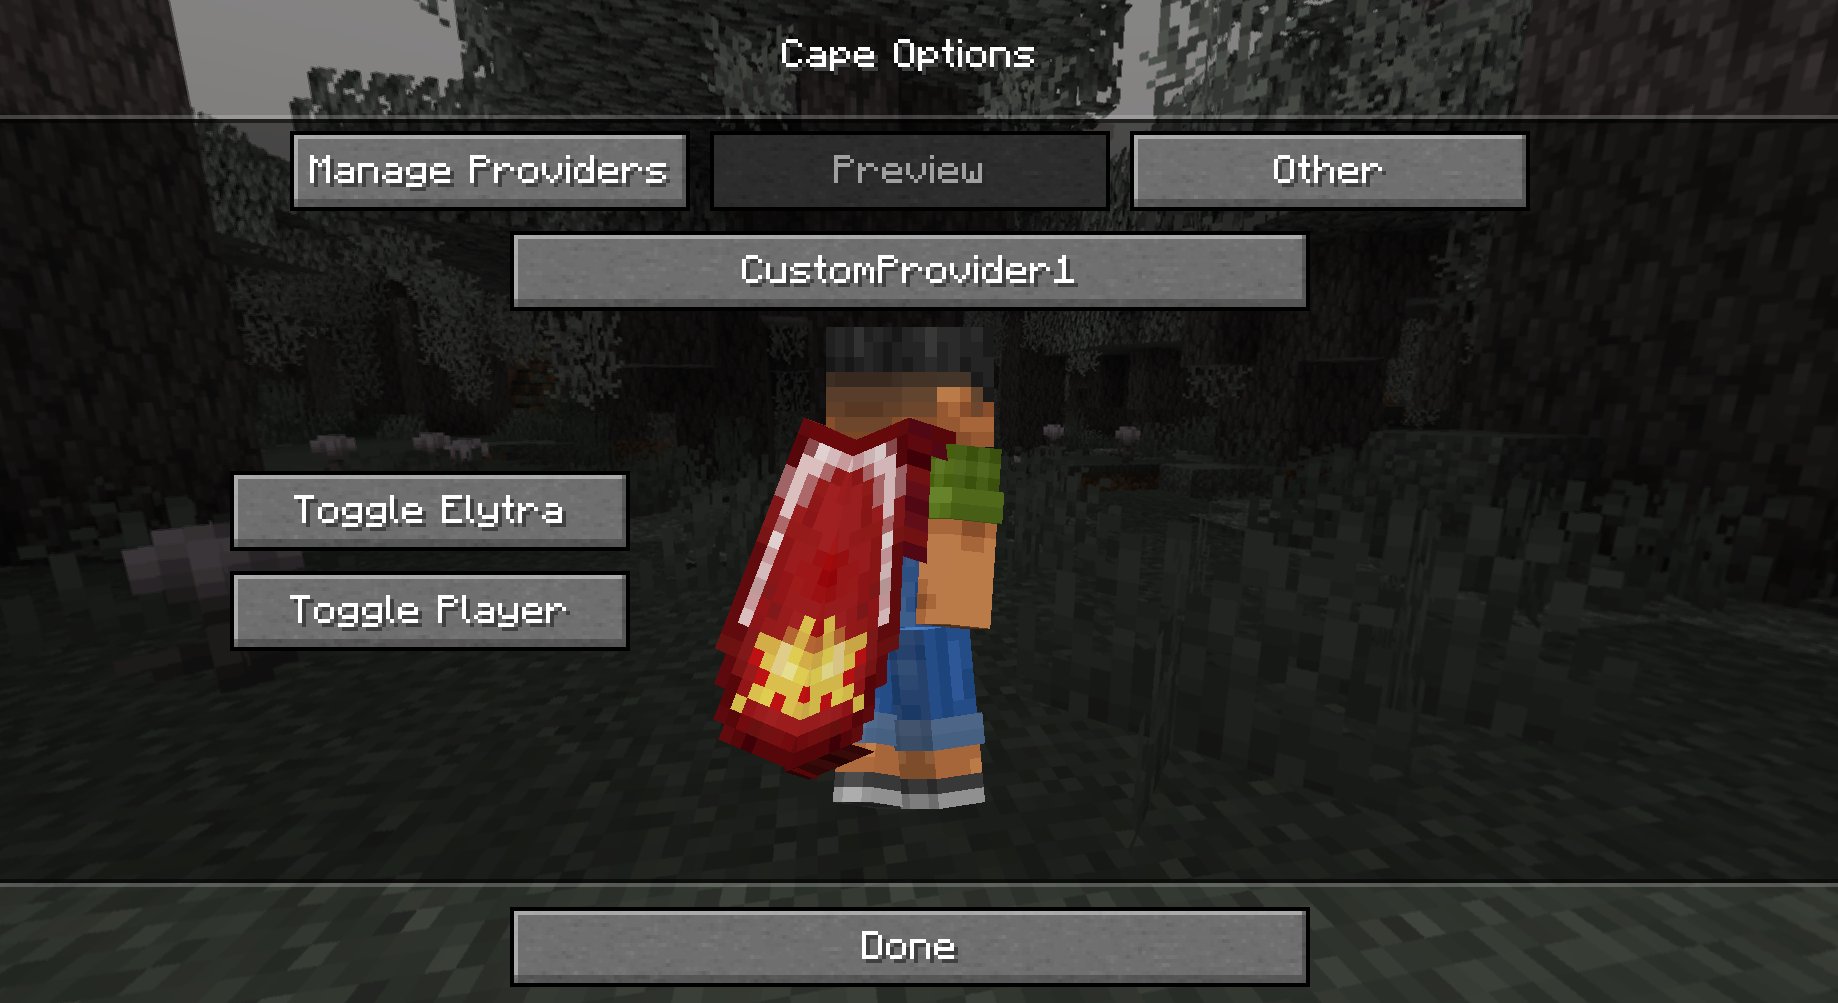 Cape Options
Manage Providers
Preview
Other
CustomProvider1
Toggle Elytra
Toggle Player
Done